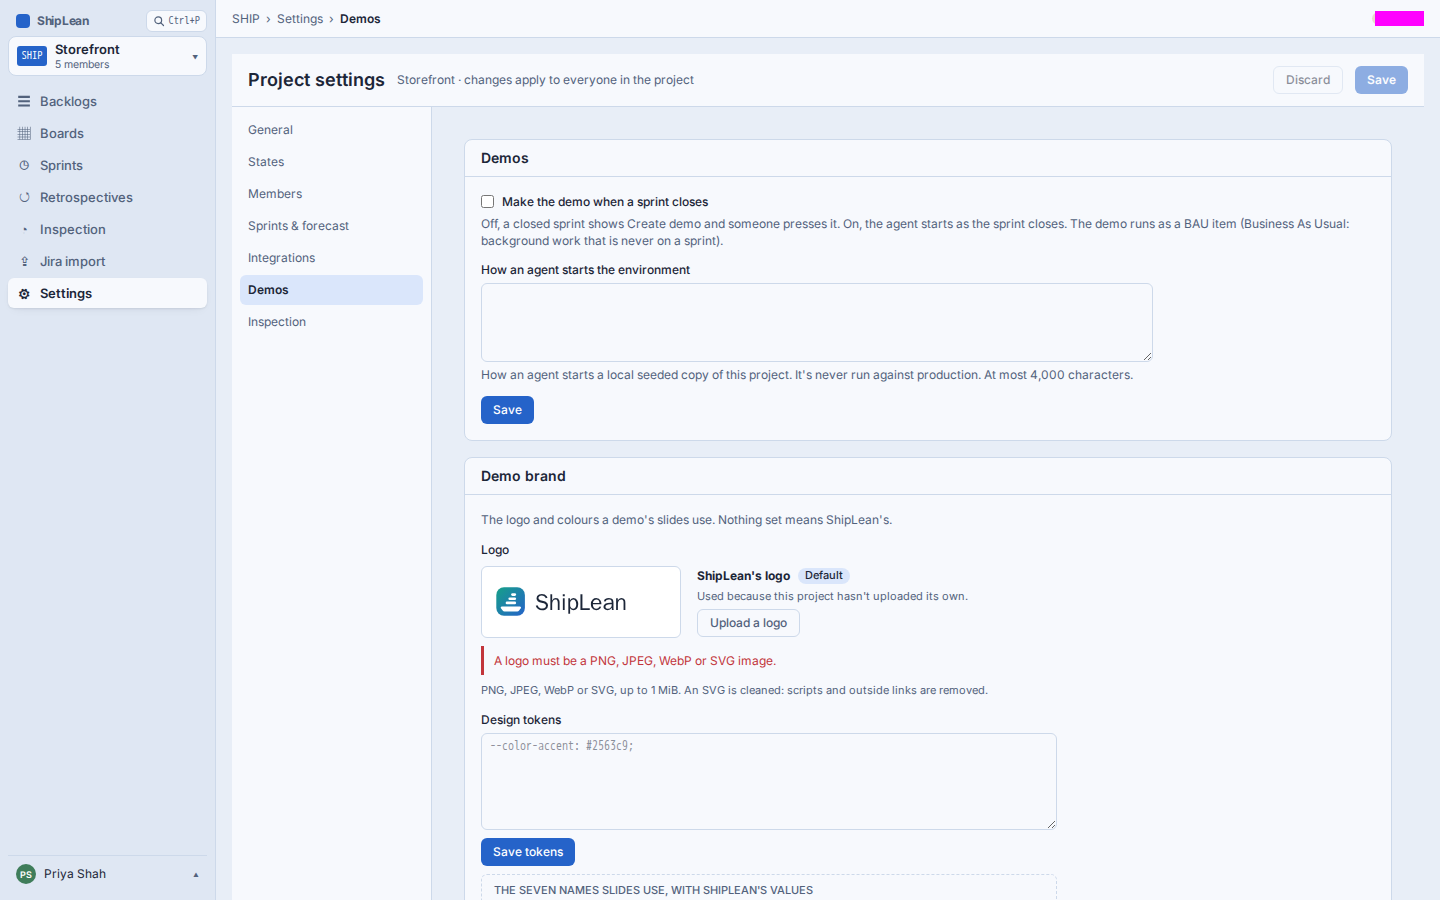 ShipLean
Ctrl+P
SHIP
Storefront
5 members
Backlogs
Boards
Sprints
Retrospectives
Inspection
Jira import
Settings
PS
Priya Shah
SHIP › Settings › Demos
Project settings
Storefront · changes apply to everyone in the project
Discard
Save
General
States
Members
Sprints & forecast
Integrations
Demos
Inspection
Demos
Make the demo when a sprint closes
Off, a closed sprint shows Create demo and someone presses it. On, the agent starts as the sprint closes. The demo runs as a BAU item (Business As Usual:
background work that is never on a sprint).
How an agent starts the environment
How an agent starts a local seeded copy of this project. It's never run against production. At most 4,000 characters.
Save
Demo brand
The logo and colours a demo's slides use. Nothing set means ShipLean's.
Logo
ShipLean
ShipLean's logo
Default
Used because this project hasn't uploaded its own.
Upload a logo
A logo must be a PNG, JPEG, WebP or SVG image.
PNG, JPEG, WebP or SVG, up to 1 MiB. An SVG is cleaned: scripts and outside links are removed.
Design tokens
--color-accent: #2563c9;
Save tokens
THE SEVEN NAMES SLIDES USE, WITH SHIPLEAN'S VALUES